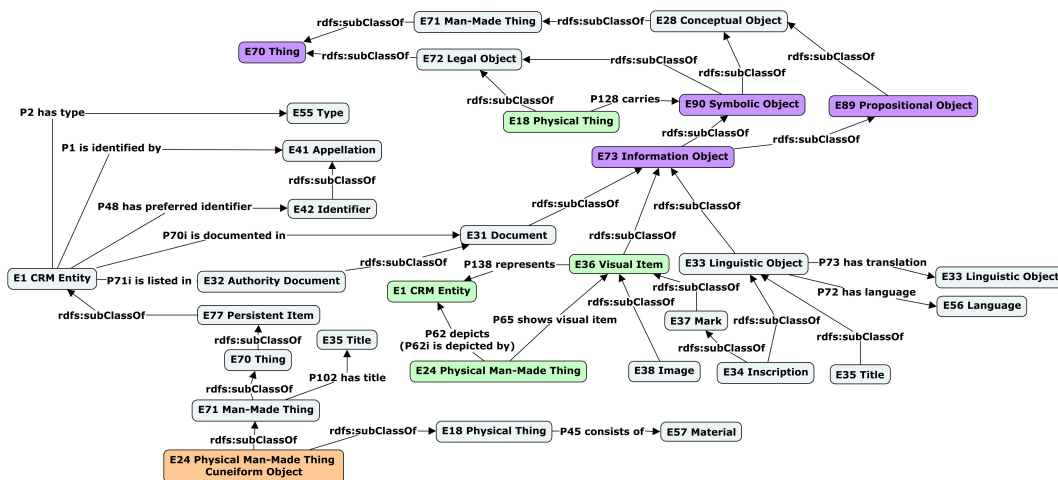 E71 Man-Made Thing
rdfs:subClassOf
E28 Conceptual Object
rdfs:subClassOf
E70 Thing
rdfs:subClassOf
E72 Legal Object
rdfs:subClassOf
rdfs:subClassOf
rdfs:subClassOf
rdfs:subClassOf
P128 carries
E90 Symbolic Object
E89 Propositional Object
P2 has type
E55 Type
E18 Physical Thing
rdfs:subClassOf
rdfs:subClassOf
P1 is identified by
E41 Appellation
E73 Information Object
rdfs:subClassOf
P48 has preferred identifier
E42 Identifier
rdfs:subClassOf
rdfs:subClassOf
rdfs:subClassOf
P70i is documented in
E31 Document
P138 represents
E36 Visual Item
E33 Linguistic Object
P73 has translation
E33 Linguistic Object
E1 CRM Entity
P71i is listed in
E32 Authority Document
rdfs:subClassOf
E1 CRM Entity
rdfs:subClassOf
P72 has language
E56 Language
rdfs:subClassOf
E77 Persistent Item
P65 shows visual item
E37 Mark
rdfs:subClassOf
rdfs:subClassOf
E35 Title
P62 depicts
(P62i is depicted by)
rdfs:subClassOf
rdfs:subClassOf
rdfs:subClassOf
E70 Thing
E24 Physical Man-Made Thing
E38 Image
E34 Inscription
E35 Title
rdfs:subClassOf
P102 has title
E71 Man-Made Thing
rdfs:subClassOf
rdfs:subClassOf
E18 Physical Thing
P45 consists of
E57 Material
E24 Physical Man-Made Thing
Cuneiform Object